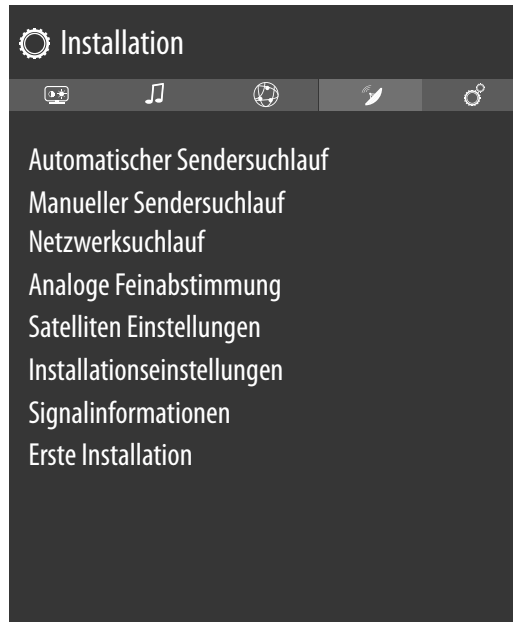 Installation
Automatischer Sendersuchlauf
Manueller Sendersuchlauf
Netzwerksuchlauf
Analoge Feinabstimmung
Satelliten Einstellungen
Installationseinstellungen
Signalinformationen
Erste Installation